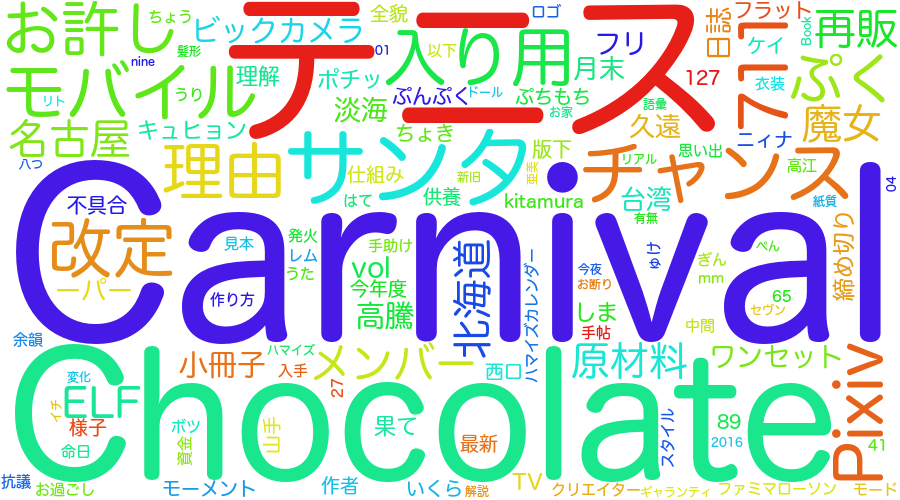 お許し
ちょう
ビックカメラ
全貌
ロゴ
フラット
Book
再販
髪形
nine
01
以下
フリ
日誌
ケイ
テーース
入り用
月末
127
711
衣装
モバイル
理解
ポチッ
ぷく
リト
うり
ぷんぷく
ドール
ぷちもち
語彙
お家
名古屋
キュヒョン
淡海
ちょき
久遠
魔女
八つ
理由
サンタ
仕組み
新旧
亜美
版下
リアル
思い出
ニィナ
チャンス
高江
04
はて
供養
kitamura
台湾
有無
紙質
不具合
Carnival
改定
見本
発火
レム
うた
手助け
vol
北海道
ハマイズカレンダー
今夜
お断り
ゅけ
ぺん
ぎん
mm
締め切り
ーパー
作り方
今年度
高騰
しま
手帖
65
セヴン
余韻
中間
小冊子
ハマイズ
入手
27
メンバー
西口
原材料
ワンセット
Pixiv
Chocolate
変化
イチ
ELF
様子
命日
ボツ
資金
山手
果て
最新
スタイル
89
2016
41
抗議
お過ごし
モーメント
作者
いくら
解説
TV
クリエイター
ギャランティ
ファミマローソン
モード